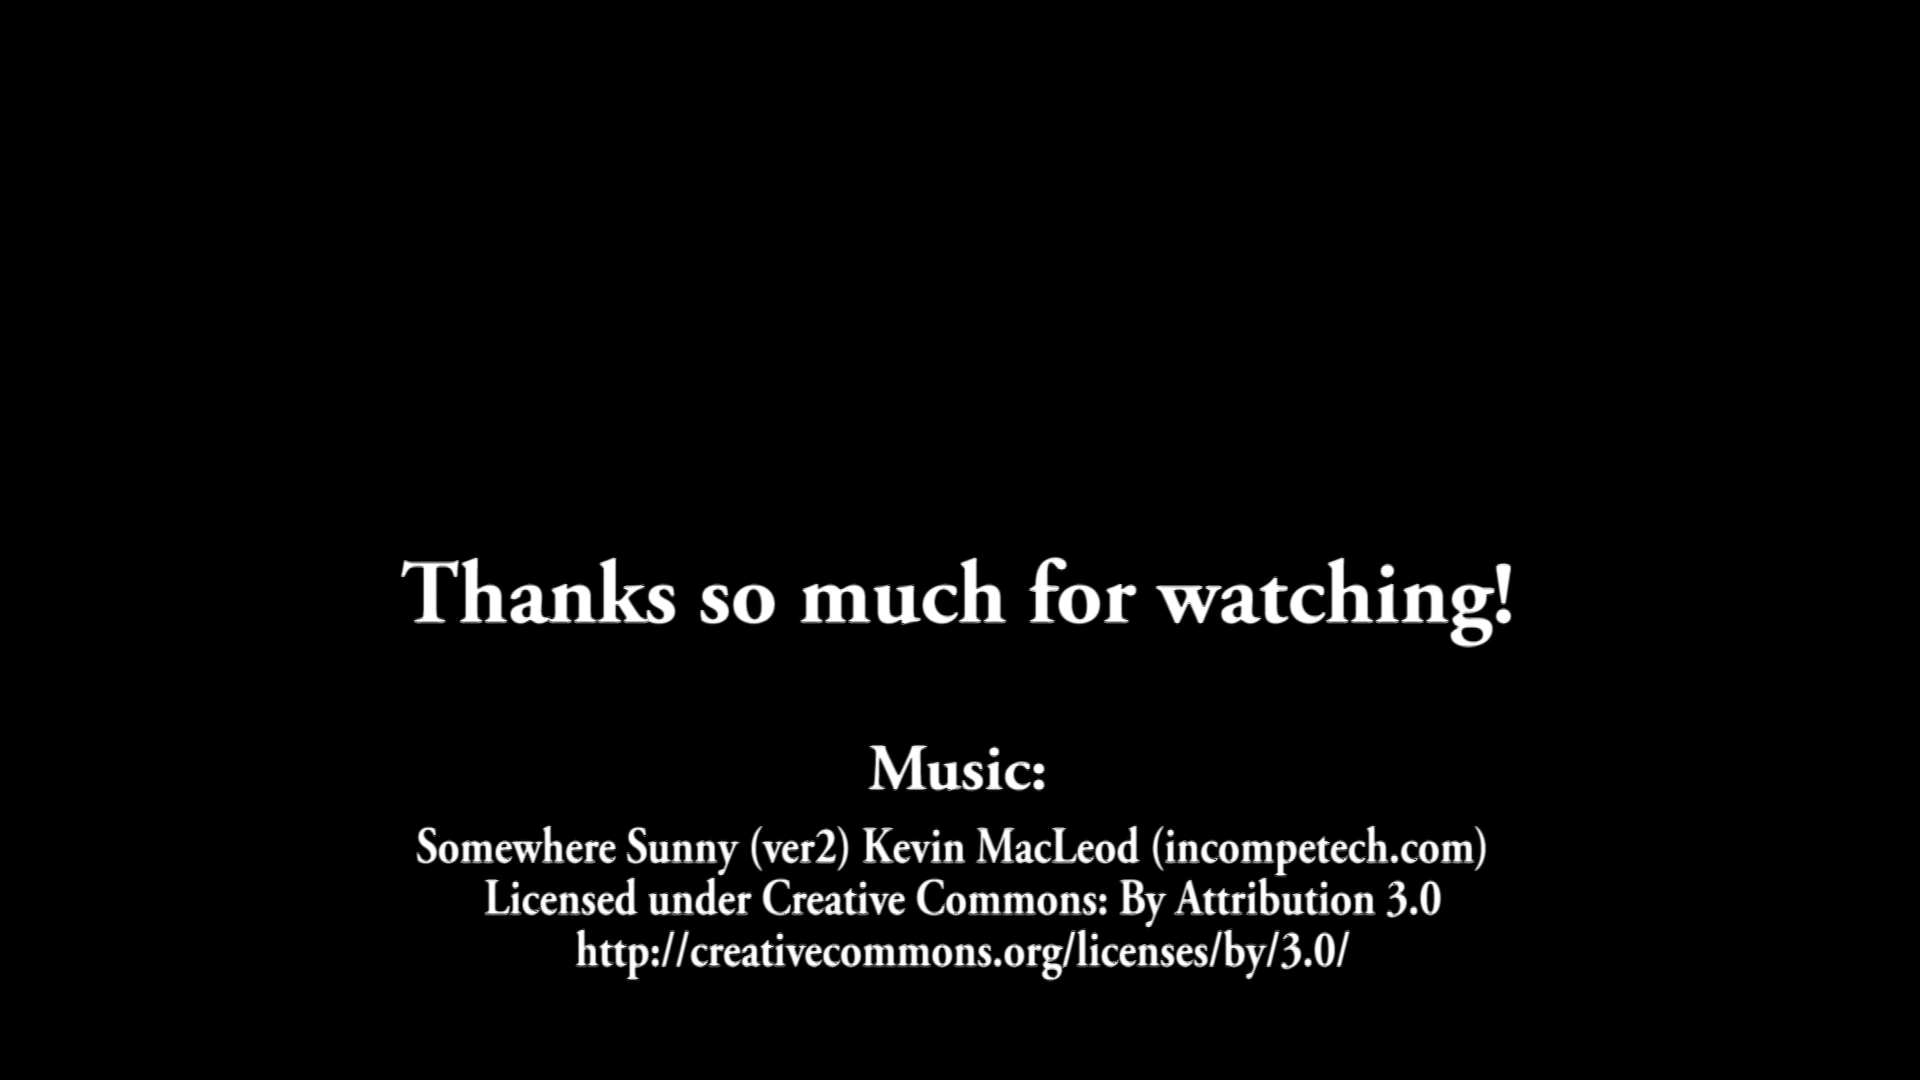 Thanks so much for watching!
Music:
Somewhere Sunny (ver2) Kevin MacLeod (incompetech.com)
Licensed under Creative Commons: By Attribution 3.0
http://creativecommons.org/licenses/by/3.0/